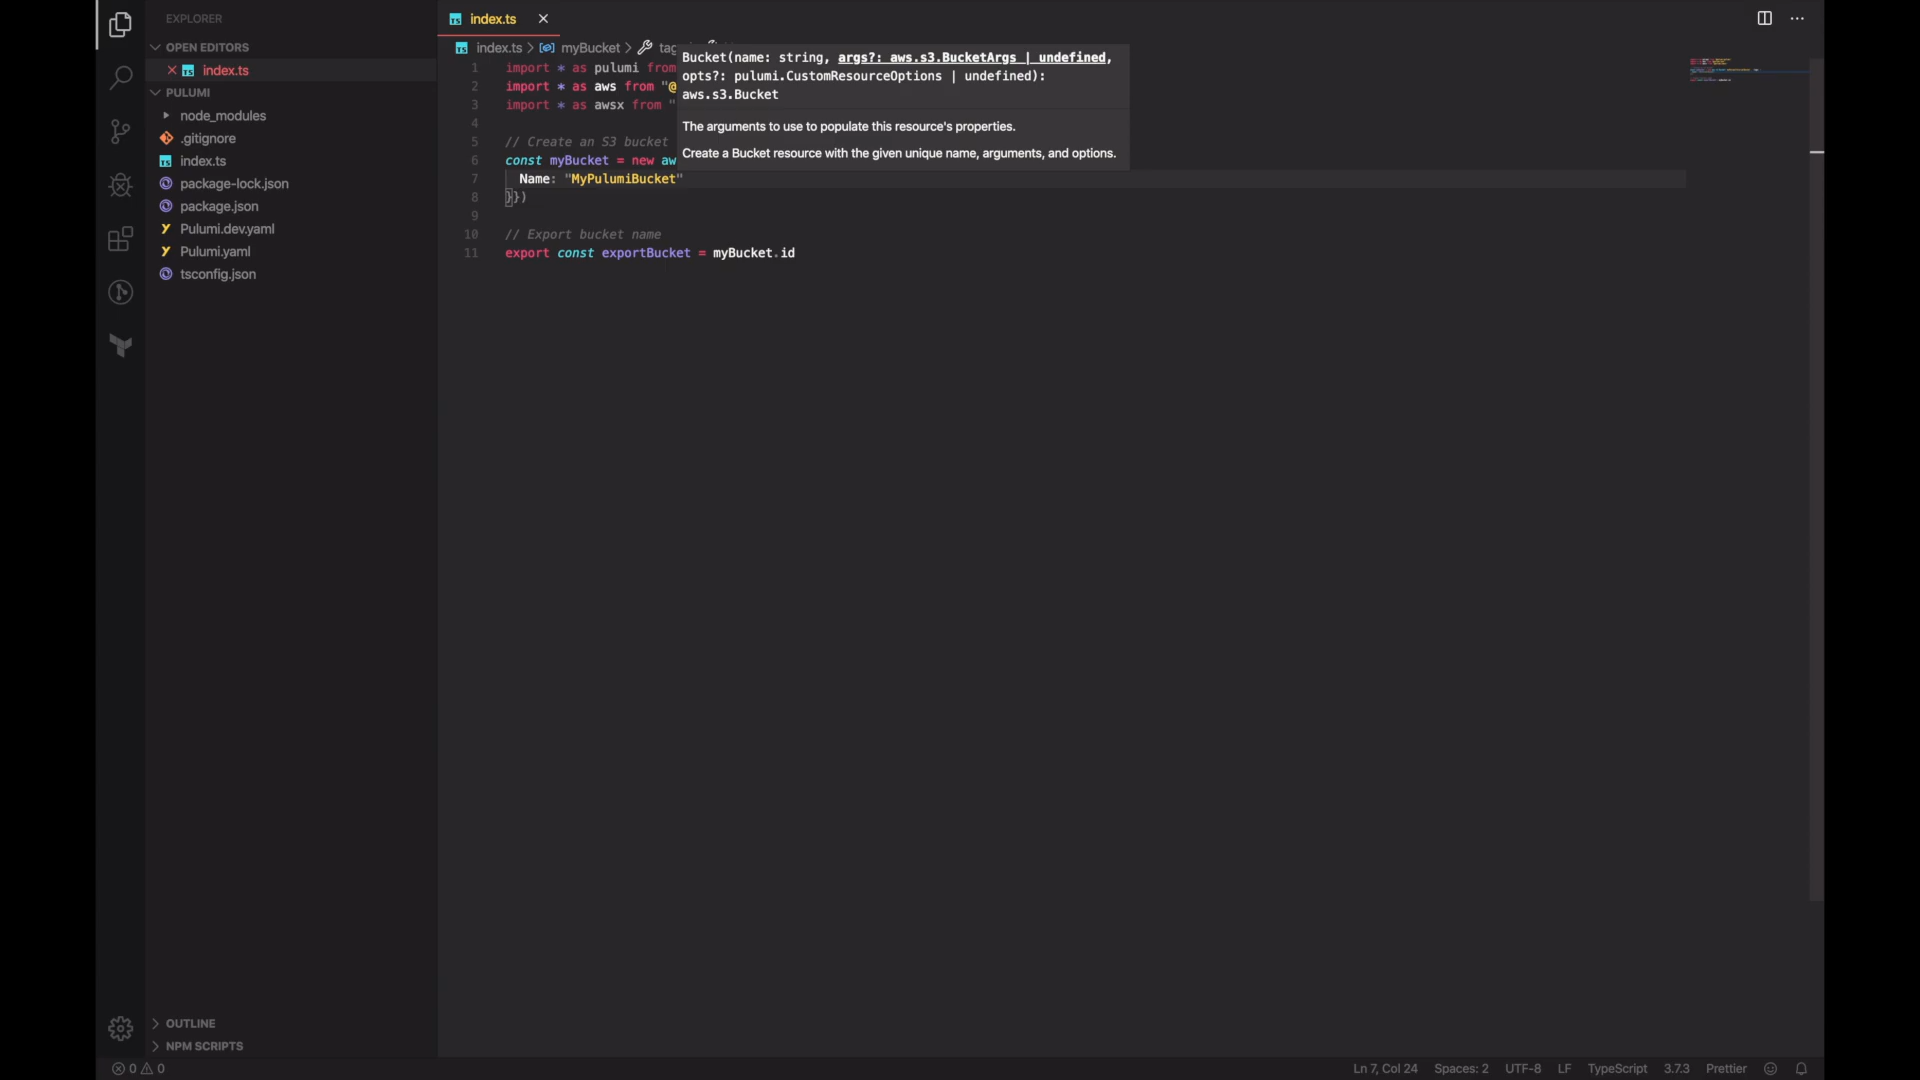 EXPLORER
OPEN EDITORS
index.ts
PULUMI
node_modules
.gitignore
index.ts
package-lock.json
package.json
Pulumi.dev.yaml
Pulumi.yaml
tsconfig.json
OUTLINE
NPM SCRIPTS
index.ts
index.ts > myBucket > tag
1 import * as pulumi from
2 import * as aws from "@
3 import * as awsx from "
4
5 // Create an S3 bucket
6 const myBucket = new aw
7 Name: "MyPulumiBucket"
8 }})
9
10 // Export bucket name
11 export const exportBucket = myBucket.id
Bucket(name: string, args?: aws.s3.BucketArgs | undefined,
opts?: pulumi.CustomResourceOptions | undefined):
aws.s3.Bucket
The arguments to use to populate this resource's properties.
Create a Bucket resource with the given unique name, arguments, and options.
0 0
Ln 7, Col 24 Spaces: 2 UTF-8 LF TypeScript 3.7.3 Prettier